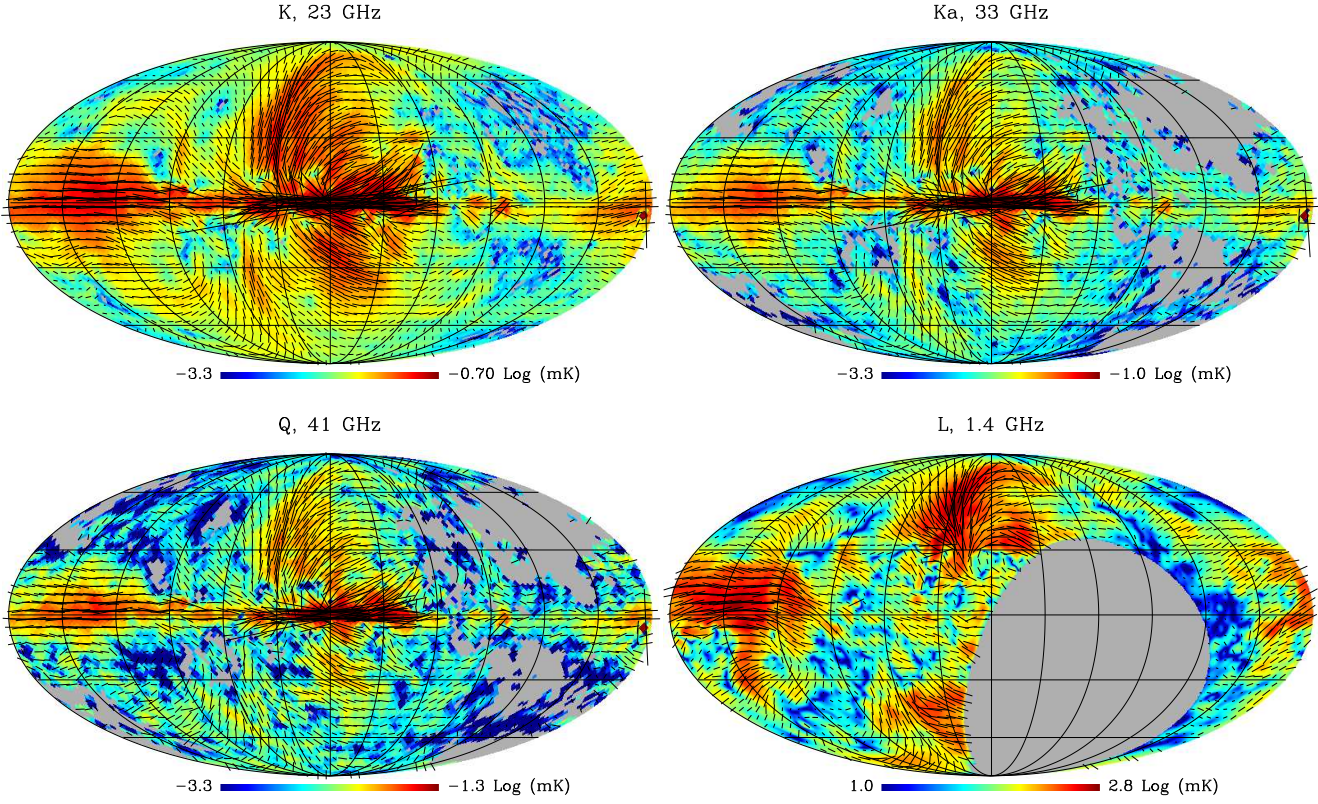 K, 23 GHz
Ka, 33 GHz
−3.3 −0.70 Log (mK)
−3.3 −1.0 Log (mK)
Q, 41 GHz
L, 1.4 GHz
−3.3 −1.3 Log (mK)
1.0 2.8 Log (mK)